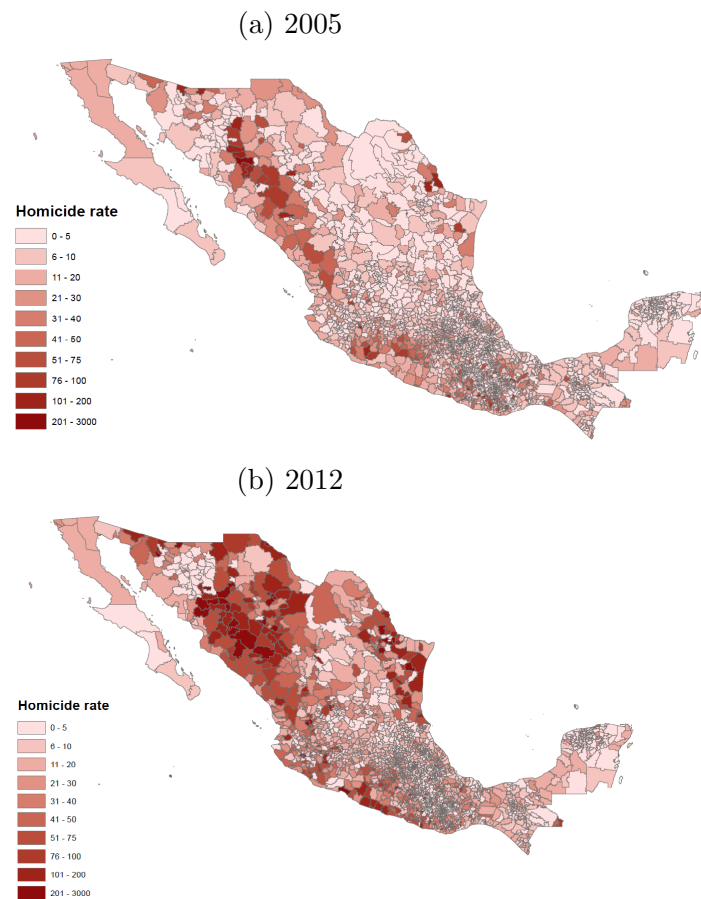 (a) 2005
Homicide rate
0 - 5
6 - 10
11 - 20
21 - 30
31 - 40
41 - 50
51 - 75
76 - 100
101 - 200
201 - 3000
(b) 2012
Homicide rate
0 - 5
6 - 10
11 - 20
21 - 30
31 - 40
41 - 50
51 - 75
76 - 100
101 - 200
201 - 3000